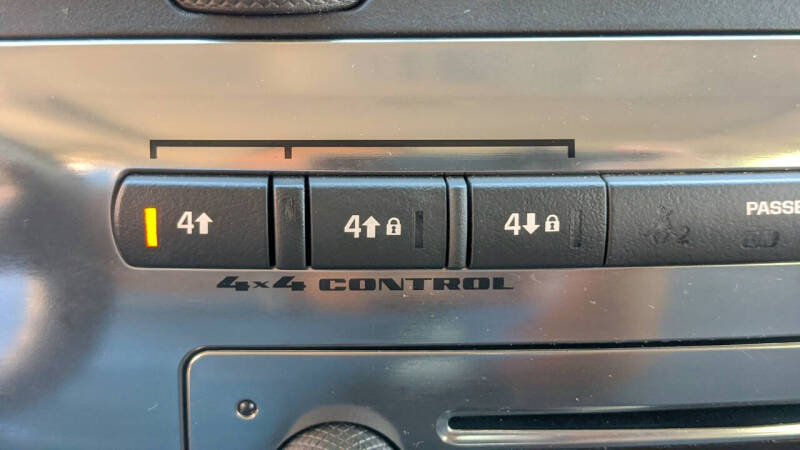 4↑ 4↑ 4↓ PASSE
4x4 CONTROL